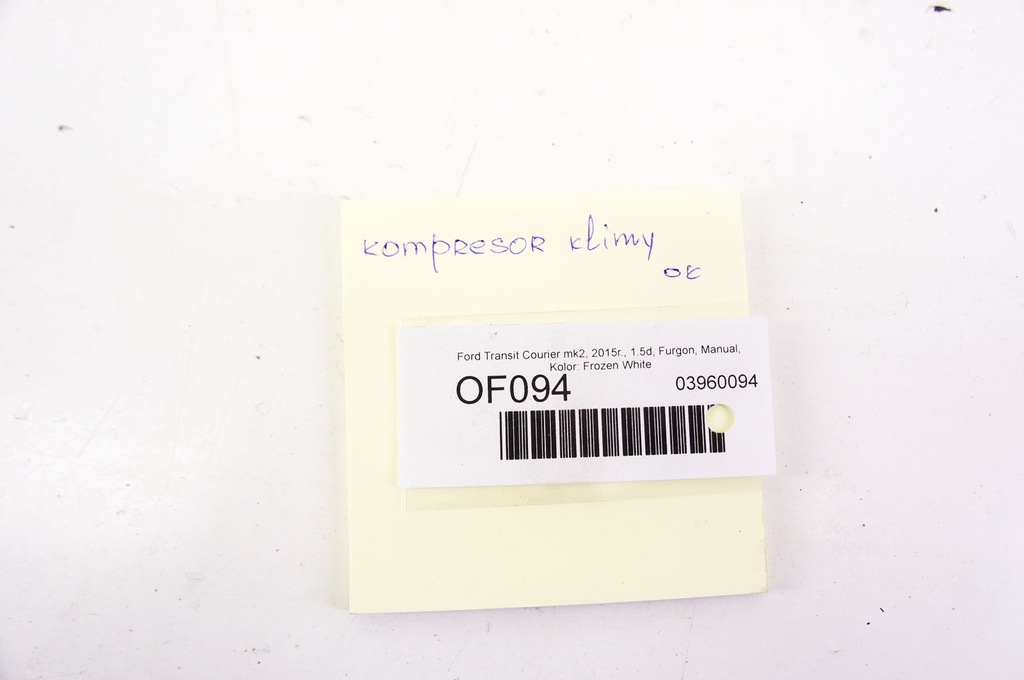 kompresor klimy
ok
Ford Transit Courier mk2, 2015r., 1.5d, Furgon, Manual,
Kolor: Frozen White
OF094
03960094